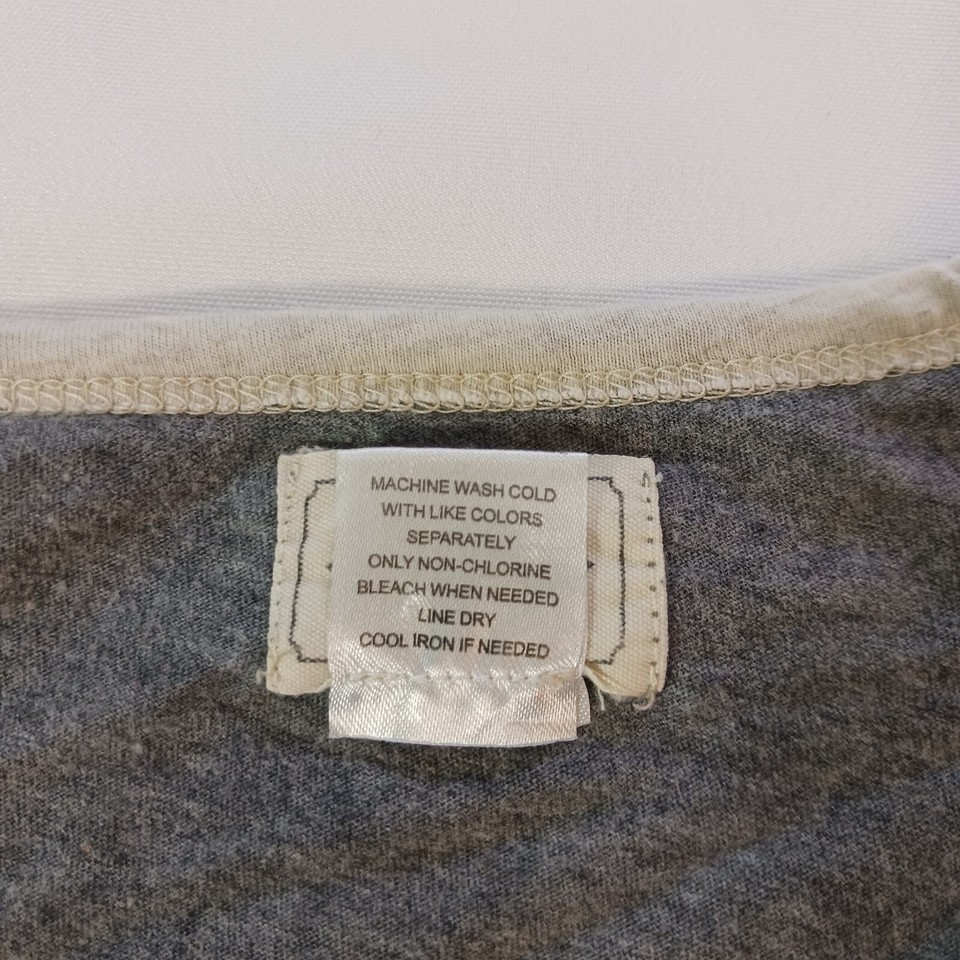 MACHINE WASH COLD
WITH LIKE COLORS
SEPARATELY
ONLY NON-CHLORINE
BLEACH WHEN NEEDED
LINE DRY
COOL IRON IF NEEDED